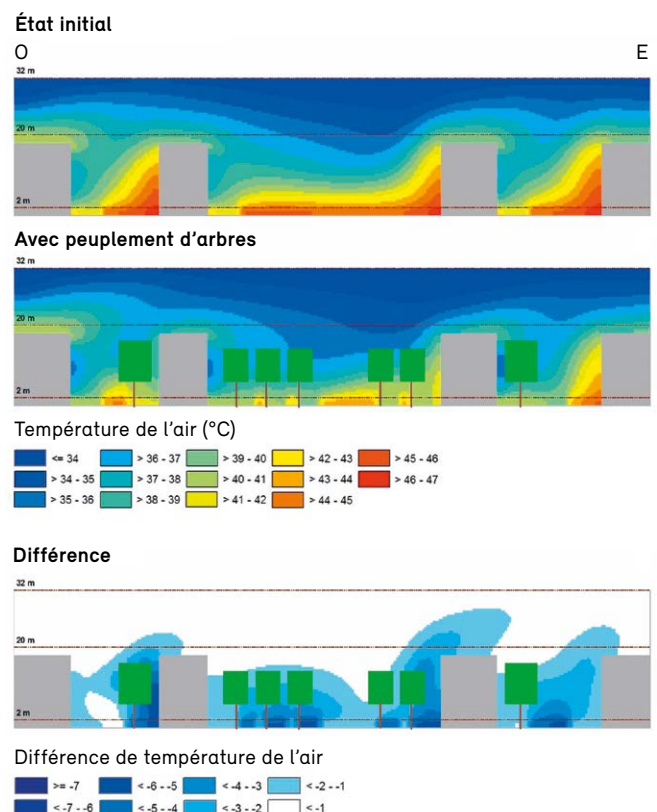 État initial
O E
32 m
20 m
2 m
Avec peuplement d'arbres
32 m
20 m
2 m
Température de l'air (°C)
<= 34 > 36 - 37 > 39 - 40 > 42 - 43 > 45 - 46
> 34 - 35 > 37 - 38 > 40 - 41 > 43 - 44 > 46 - 47
> 35 - 36 > 38 - 39 > 41 - 42 > 44 - 45
Différence
32 m
20 m
2 m
Différence de température de l'air
>= -7 < -6 - -5 < -4 - -3 < -2 - -1
< -7 - -6 < -5 - -4 < -3 - -2 < -1